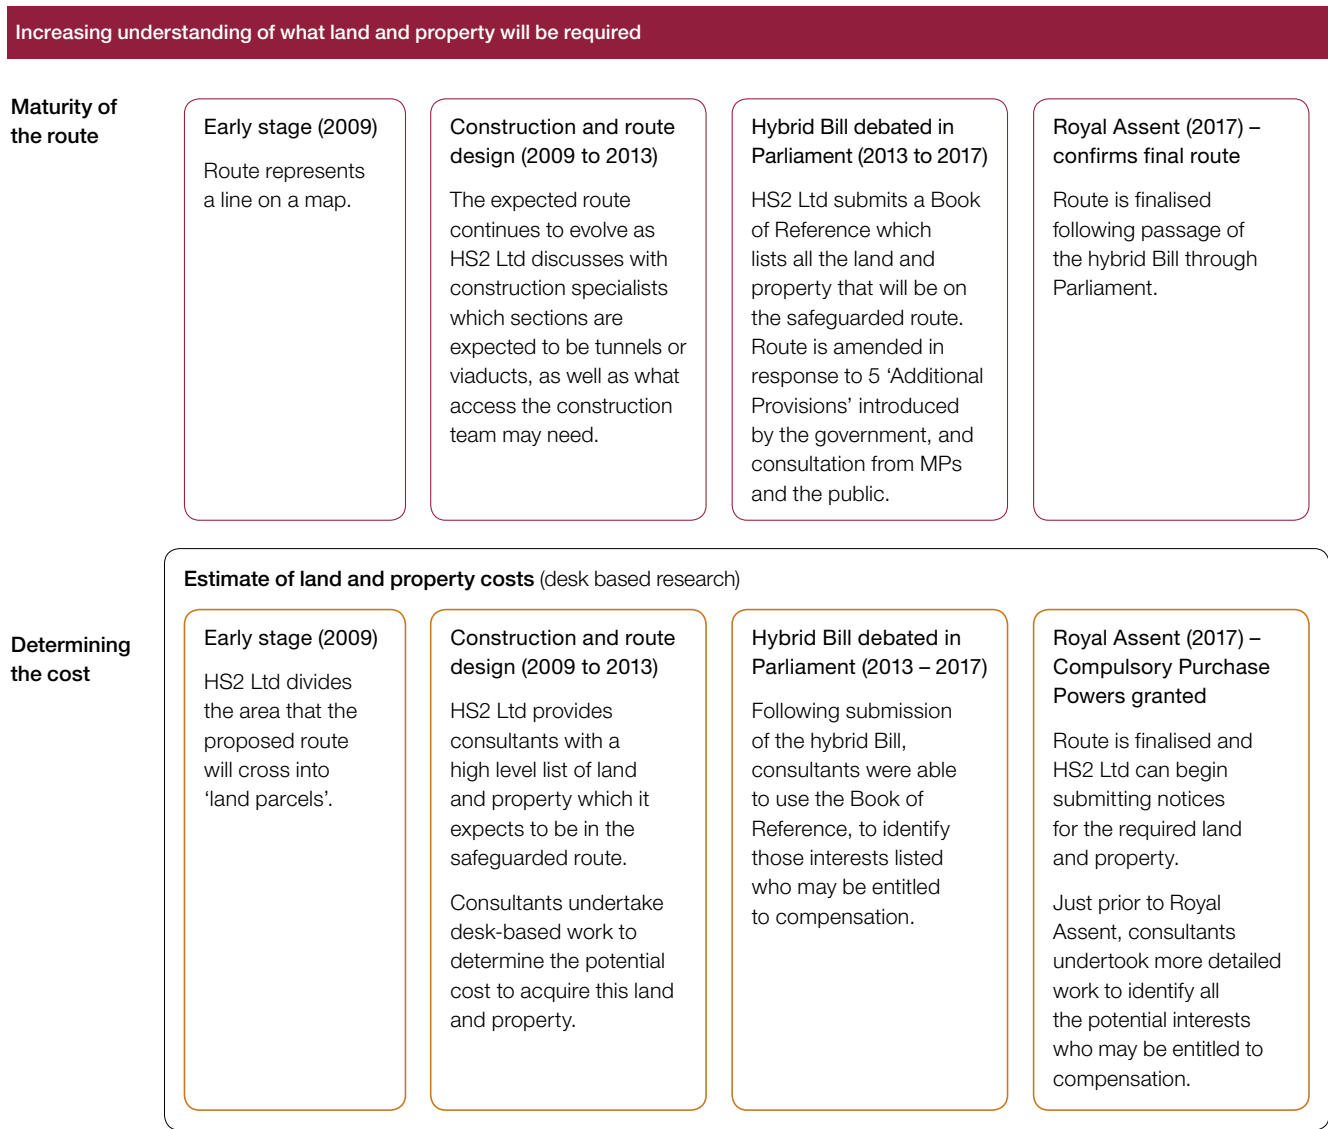 Increasing understanding of what land and property will be required
Maturity of
the route
Early stage (2009)
Route represents
a line on a map.
Construction and route
design (2009 to 2013)
The expected route
continues to evolve as
HS2 Ltd discusses with
construction specialists
which sections are
expected to be tunnels or
viaducts, as well as what
access the construction
team may need.
Hybrid Bill debated in
Parliament (2013 to 2017)
HS2 Ltd submits a Book
of Reference which
lists all the land and
property that will be on
the safeguarded route.
Route is amended in
response to 5 ‘Additional
Provisions’ introduced
by the government, and
consultation from MPs
and the public.
Royal Assent (2017) –
confirms final route
Route is finalised
following passage of
the hybrid Bill through
Parliament.
Estimate of land and property costs (desk based research)
Determining
the cost
Early stage (2009)
HS2 Ltd divides
the area that the
proposed route
will cross into
‘land parcels’.
Construction and route
design (2009 to 2013)
HS2 Ltd provides
consultants with a
high level list of land
and property which it
expects to be in the
safeguarded route.
Consultants undertake
desk-based work to
determine the potential
cost to acquire this land
and property.
Hybrid Bill debated in
Parliament (2013 – 2017)
Following submission
of the hybrid Bill,
consultants were able
to use the Book of
Reference, to identify
those interests listed
who may be entitled
to compensation.
Royal Assent (2017) –
Compulsory Purchase
Powers granted
Route is finalised and
HS2 Ltd can begin
submitting notices
for the required land
and property.
Just prior to Royal
Assent, consultants
undertook more detailed
work to identify all
the potential interests
who may be entitled to
compensation.